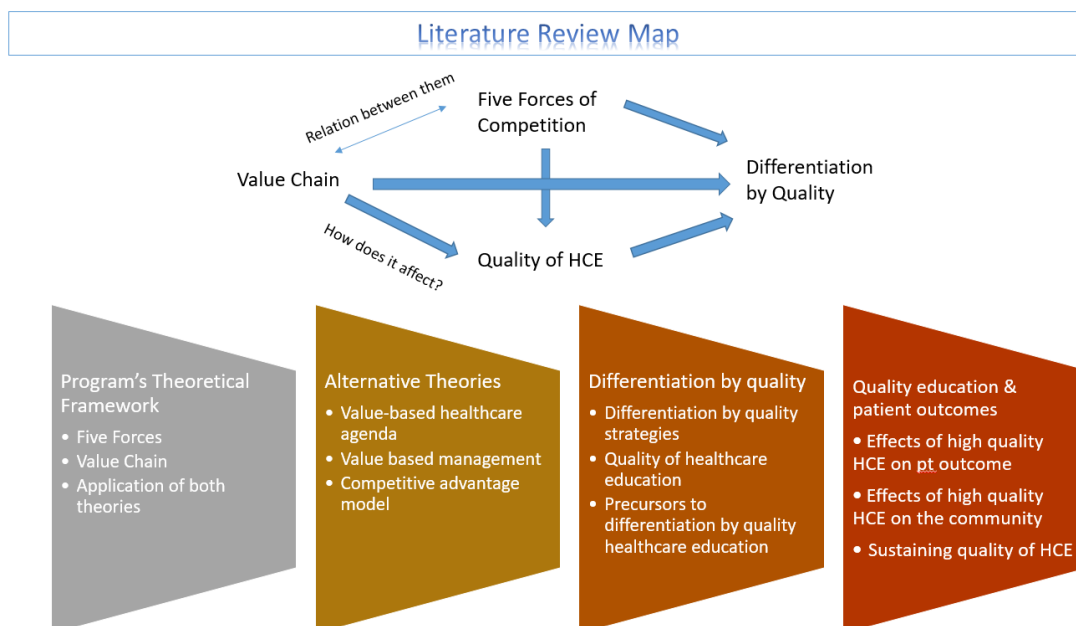 Literature Review Map
Relation between them
Five Forces of
Competition
Value Chain
Differentiation
by Quality
How does it affect?
Quality of HCE
Program's Theoretical
Framework
• Five Forces
• Value Chain
• Application of both
theories
Alternative Theories
• Value-based healthcare
agenda
• Value based management
• Competitive advantage
model
Differentiation by quality
• Differentiation by quality
strategies
• Quality of healthcare
education
• Precursors to
differentiation by quality
healthcare education
Quality education &
patient outcomes
• Effects of high quality
HCE on pt outcome
• Effects of high quality
HCE on the community
• Sustaining quality of HCE